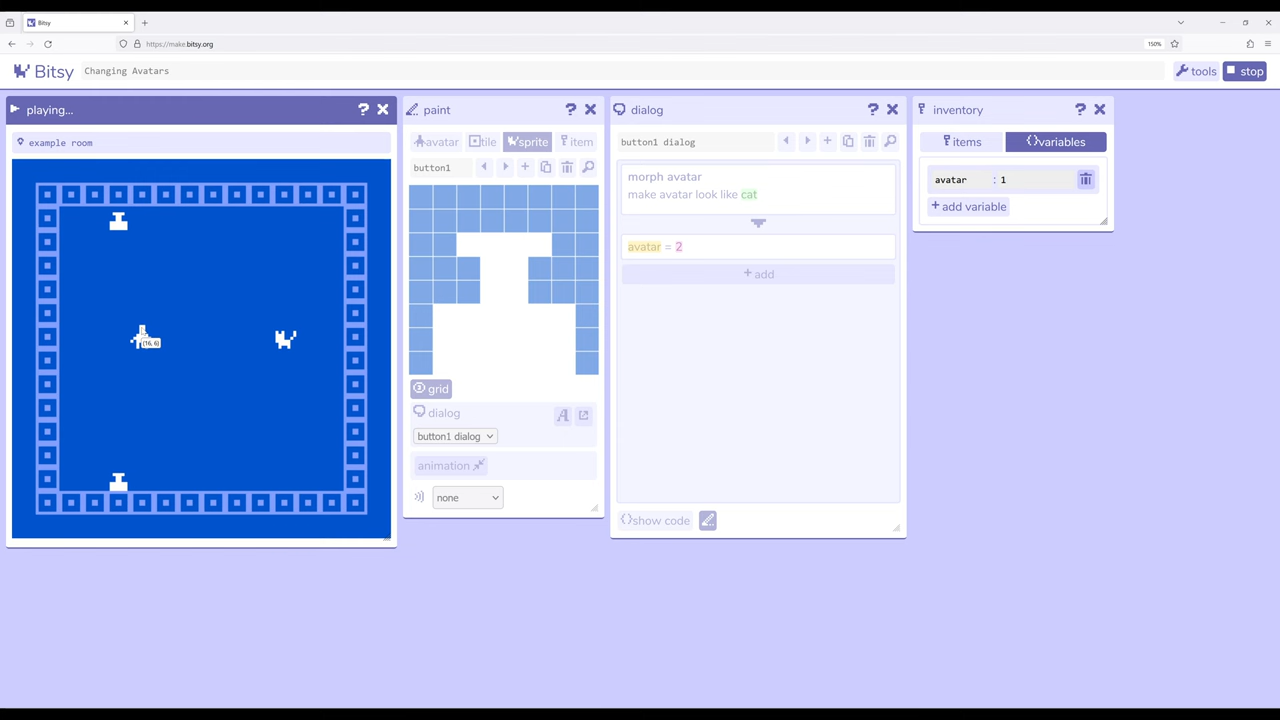 Bitsy
https://make.bitsy.org
150%
Bitsy
Changing Avatars
tools
stop
playing...
?
example room
[16, 6]
paint
?
avatar
tile
sprite
item
button1
grid
dialog
A
button1 dialog
animation
none
dialog
?
button1 dialog
morph avatar
make avatar look like cat
avatar = 2
+ add
{}show code
inventory
?
items
{}variables
avatar : 1
+ add variable